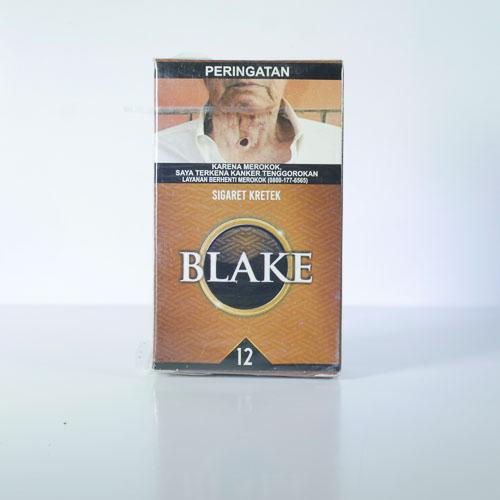 PERINGATAN
KARENA MEROKOK,
SAYA TERKENA KANKER TENGGOROKAN
LAYANAN BERHENTI MEROKOK (0800-177-6565)
SIGARET KRETEK
BLAKE
12